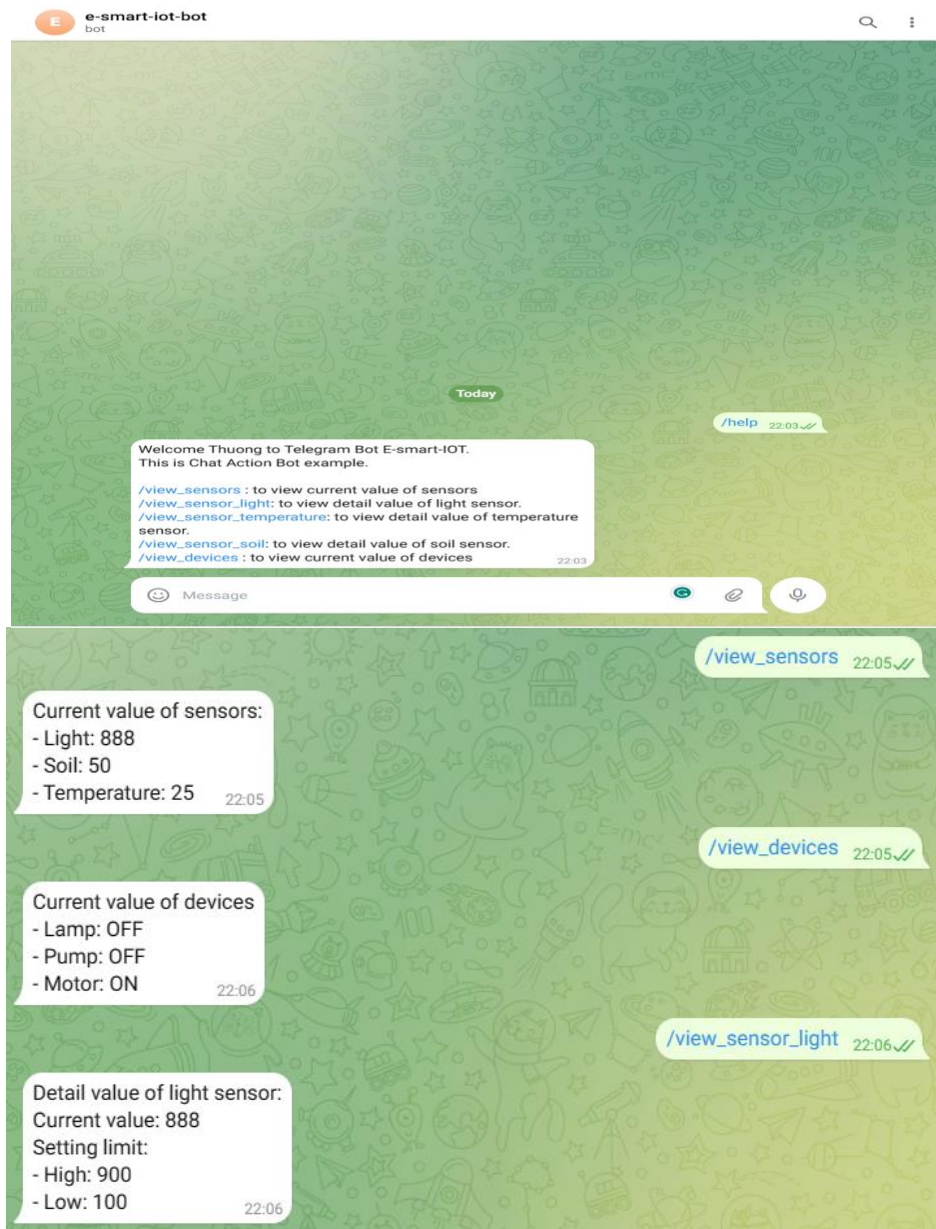 E
e-smart-iot-bot
bot
Today
/help 22:03
Welcome Thuong to Telegram Bot E-smart-IOT.
This is Chat Action Bot example.
/view_sensors : to view current value of sensors
/view_sensor_light: to view detail value of light sensor.
/view_sensor_temperature: to view detail value of temperature
sensor.
/view_sensor_soil: to view detail value of soil sensor.
/view_devices : to view current value of devices 22:03
Message
/view_sensors 22:05
Current value of sensors:
- Light: 888
- Soil: 50
- Temperature: 25 22:05
/view_devices 22:05
Current value of devices
- Lamp: OFF
- Pump: OFF
- Motor: ON 22:06
/view_sensor_light 22:06
Detail value of light sensor:
Current value: 888
Setting limit:
- High: 900
- Low: 100 22:06